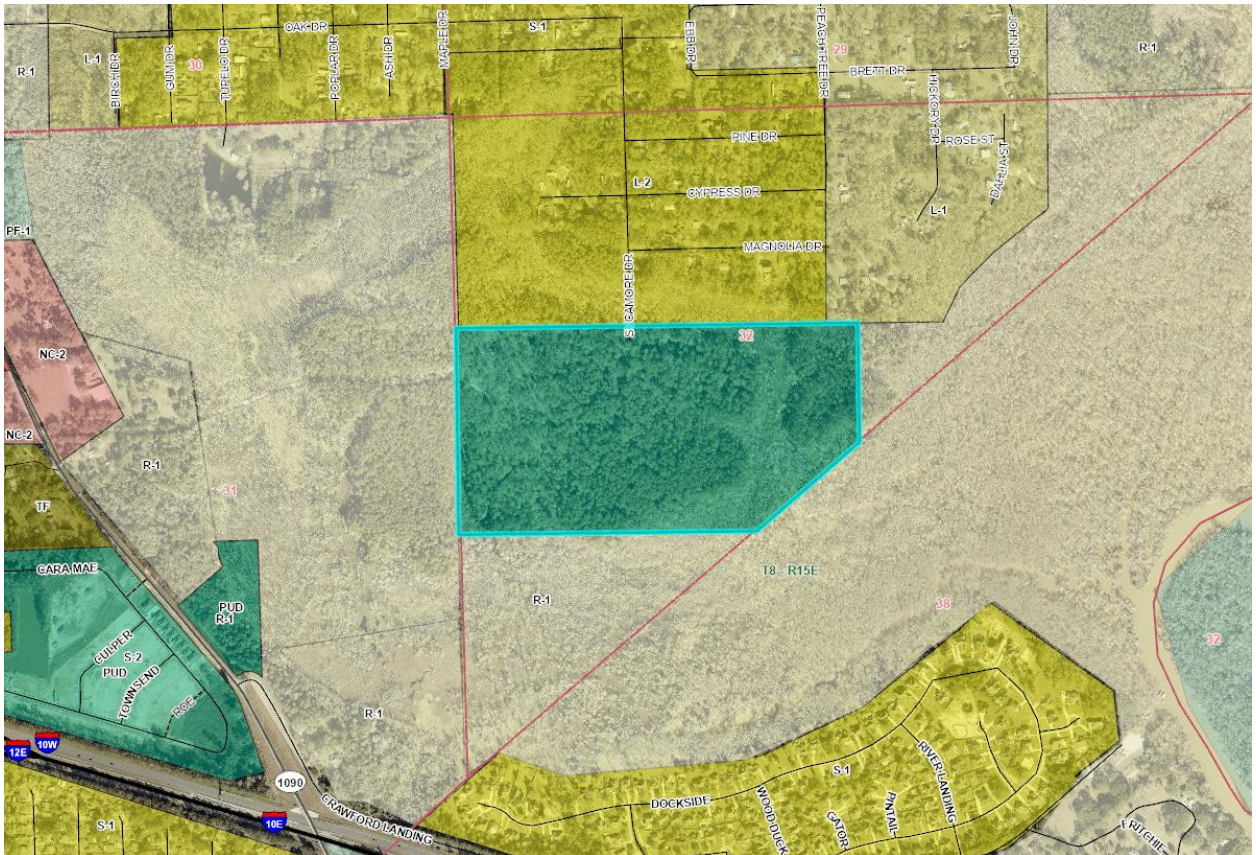 S-1
OAK DR
MAPLE DR
EBB DR
PEACH TREE DR
JOHN DR
29
R-1
L-1
R-1
30
BIRCH DR
GUM DR
TUPELO DR
POPLAR DR
ASH DR
BRETT DR
HICKORY DR
PINE DR
ROSE ST
DAHLIA ST
L-2
CYPRESS DR
L-1
PF-1
MAGNOLIA DR
SYCAMORE DR
32
NC-2
NC-2
R-1
31
TF
CARA MAE
T8 - R15E
PUD
R-1
R-1
38
32
CULPER
S-2
PUD
TOWNSEND
ROE
R-1
12E
10W
1090
10E
CRAWFORD LANDING
S-1
S-1
DOCKSIDE
RIVER LANDING
WOOD DUCK
GATOR
PINTAIL
FRITCHIE